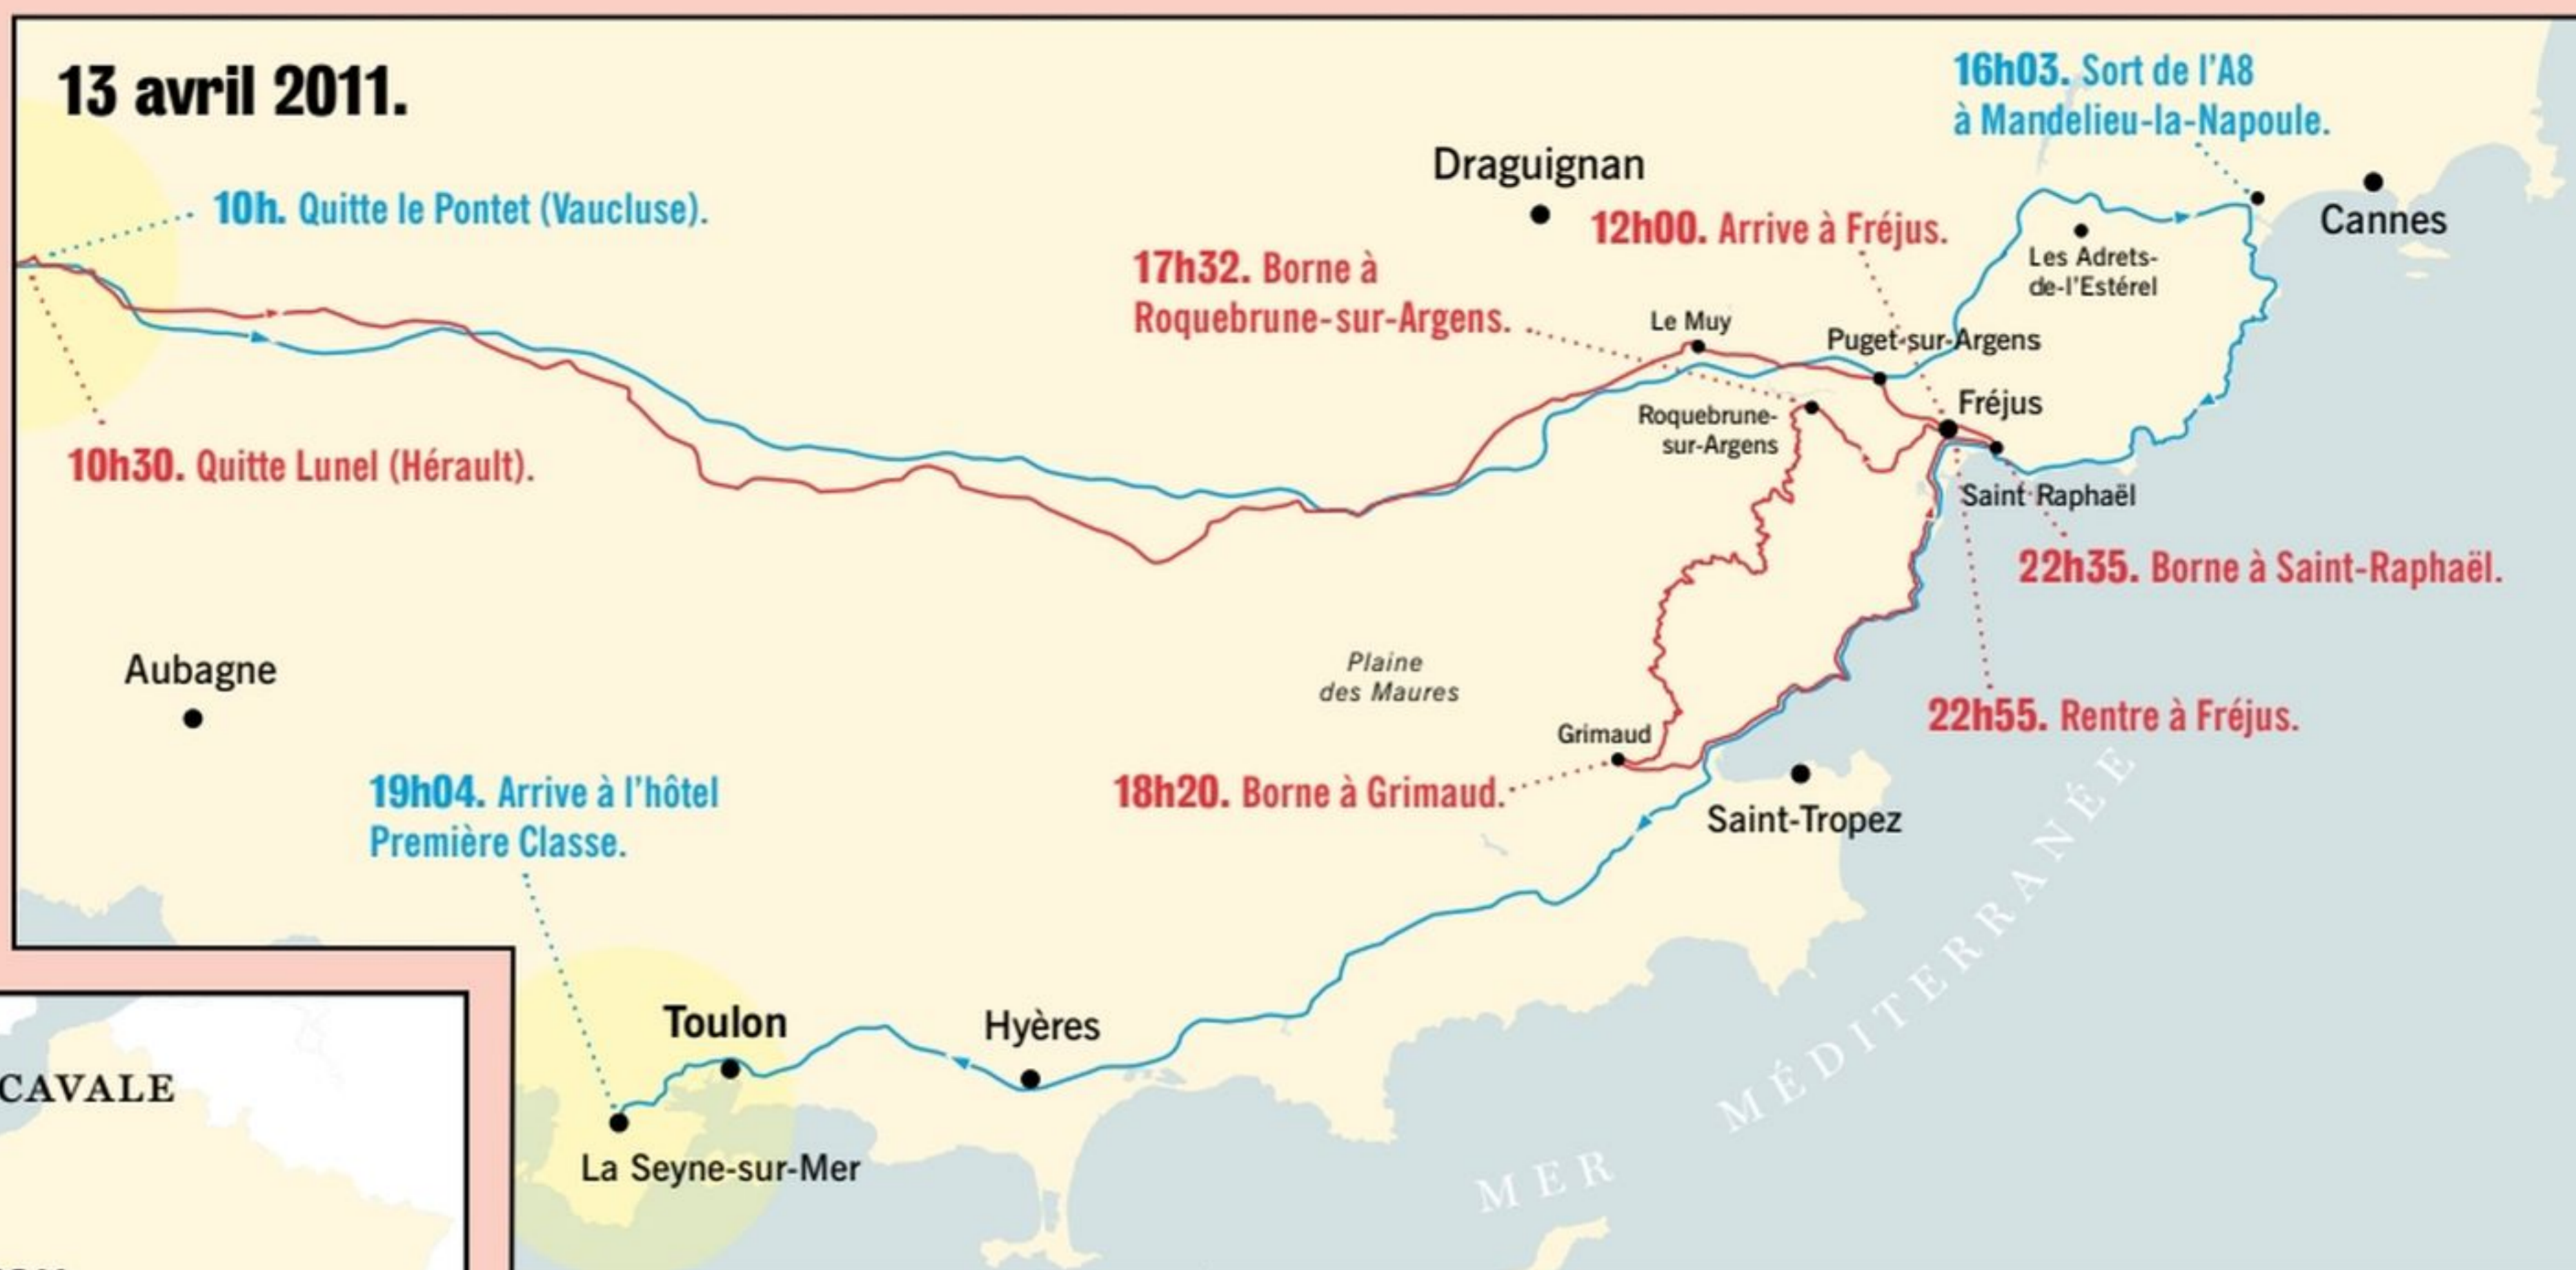 13 avril 2011.
16h03. Sort de l'A8
à Mandelieu-la-Napoule.
Draguignan
10h. Quitte le Pontet (Vaucluse).
12h00. Arrive à Fréjus.
Cannes
17h32. Borne à
Roquebrune-sur-Argens.
Les Adrets-
de-l'Estérel
Le Muy
Puget-sur-Argens
Fréjus
Roquebrune-
sur-Argens
10h30. Quitte Lunel (Hérault).
Saint Raphaël
22h35. Borne à Saint-Raphaël.
Aubagne
Plaine
des Maures
22h55. Rentre à Fréjus.
Grimaud
19h04. Arrive à l'hôtel
Première Classe.
18h20. Borne à Grimaud.
Saint-Tropez
Toulon
Hyères
CAVALE
La Seyne-sur-Mer
MER MÉDITERRANÉE